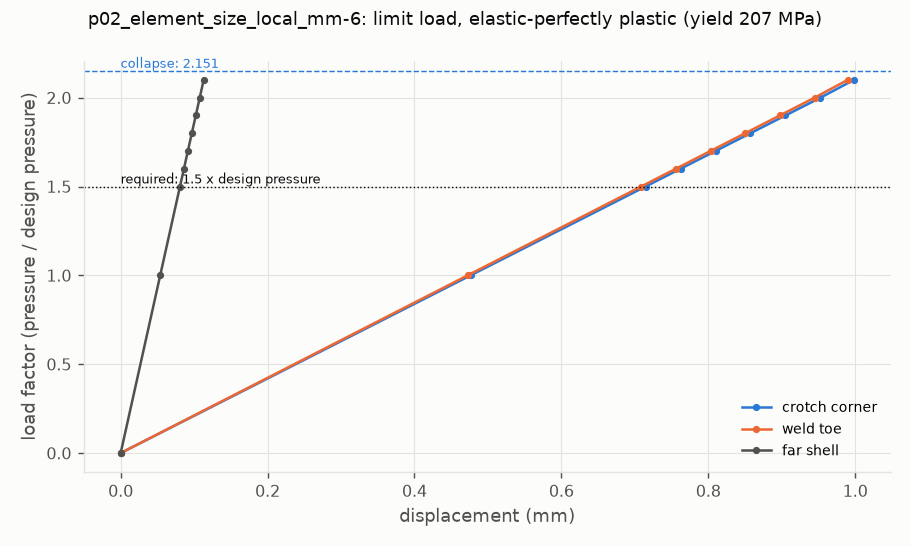 p02_element_size_local_mm-6: limit load, elastic-perfectly plastic (yield 207 MPa)
collapse: 2.151
required: 1.5 x design pressure
load factor (pressure / design pressure)
2.0
1.5
1.0
0.5
0.0
crotch corner
weld toe
far shell
0.0 0.2 0.4 0.6 0.8 1.0
displacement (mm)